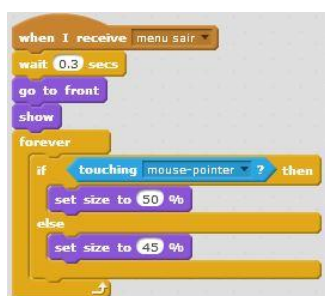 when I receive menu sair
wait 0.3 secs
go to front
show
forever
if touching mouse-pointer ? then
set size to 50 %
else
set size to 45 %